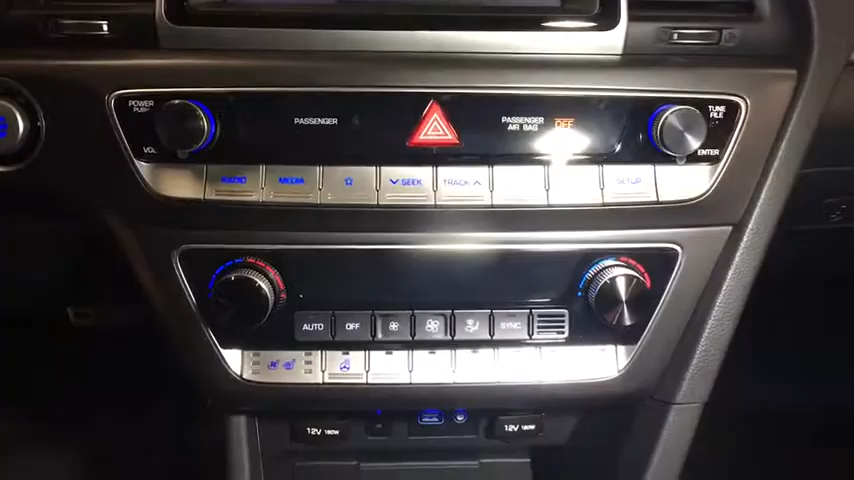 POWER
PUSH
VOL
PASSENGER
PASSENGER
AIR BAG
OFF
TUNE
FILE
ENTER
RADIO
MEDIA
SEEK
TRACK
SETUP
AUTO
OFF
SYNC
12V 180W
12V 180W